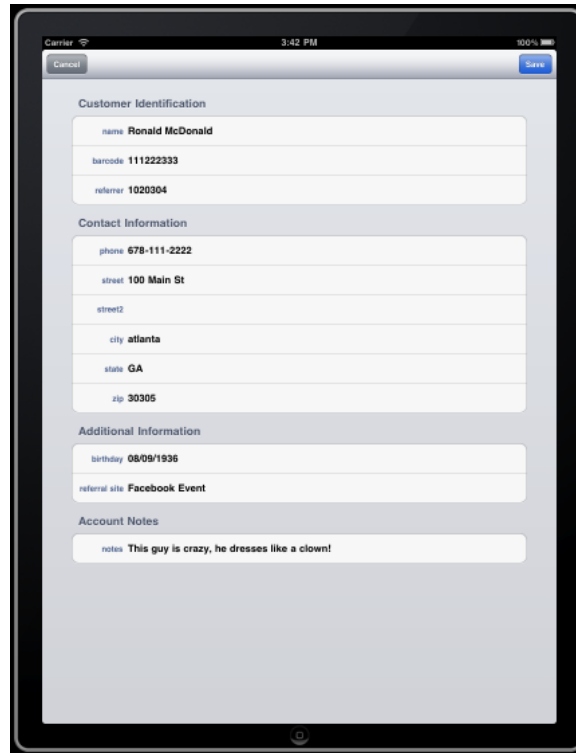 Carrier 3:42 PM 100%
Cancel Save
Customer Identification
name Ronald McDonald
barcode 111222333
referrer 1020304
Contact Information
phone 678-111-2222
street 100 Main St
street2
city atlanta
state GA
zip 30305
Additional Information
birthday 08/09/1936
referral site Facebook Event
Account Notes
notes This guy is crazy, he dresses like a clown!